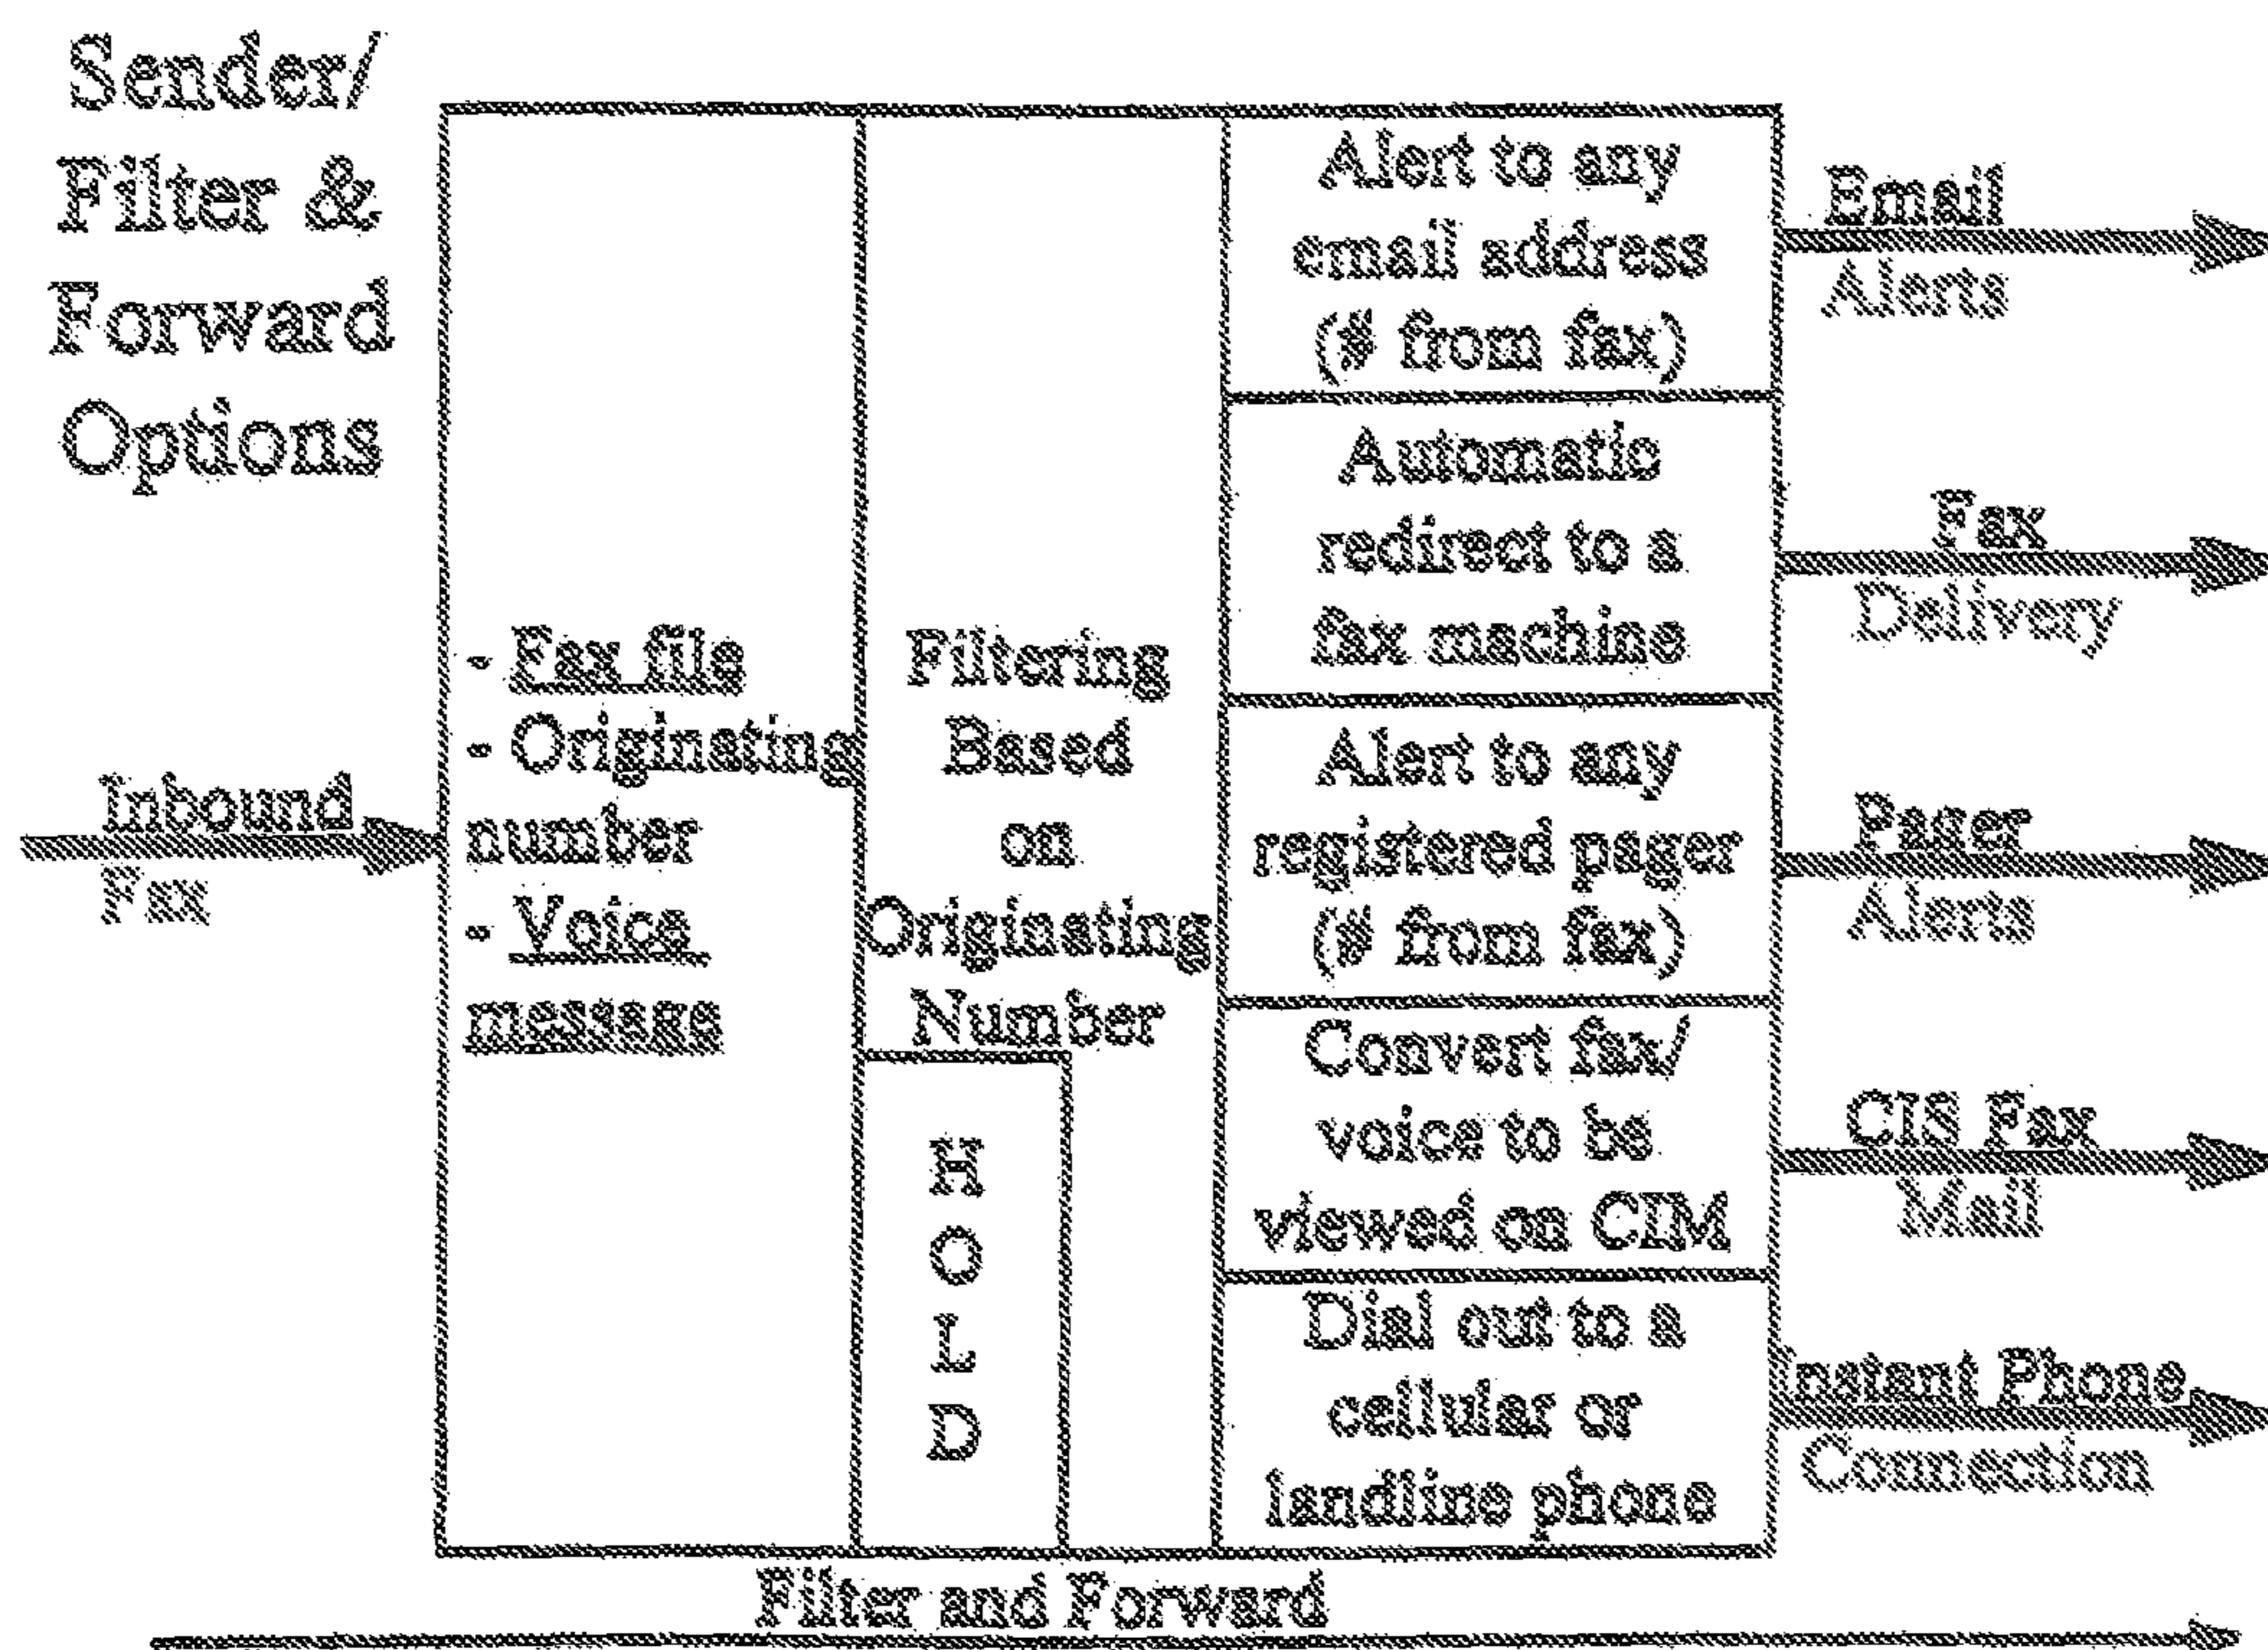 Sender/
Filter &
Forward
Options
Inbound
Fax
- Fax file
- Originating
number
- Voice
message
Filtering
Based
on
Originating
Number
H
O
L
D
Alert to any
email address
(# from fax)
Automatic
redirect to a
fax machine
Alert to any
registered pager
(# from fax)
Convert fax/
voice to be
viewed on CIM
Dial out to a
cellular or
landline phone
Email
Alerts
Fax
Delivery
Pager
Alerts
CIS Fax
Mail
Instant Phone
Connection
Filter and Forward